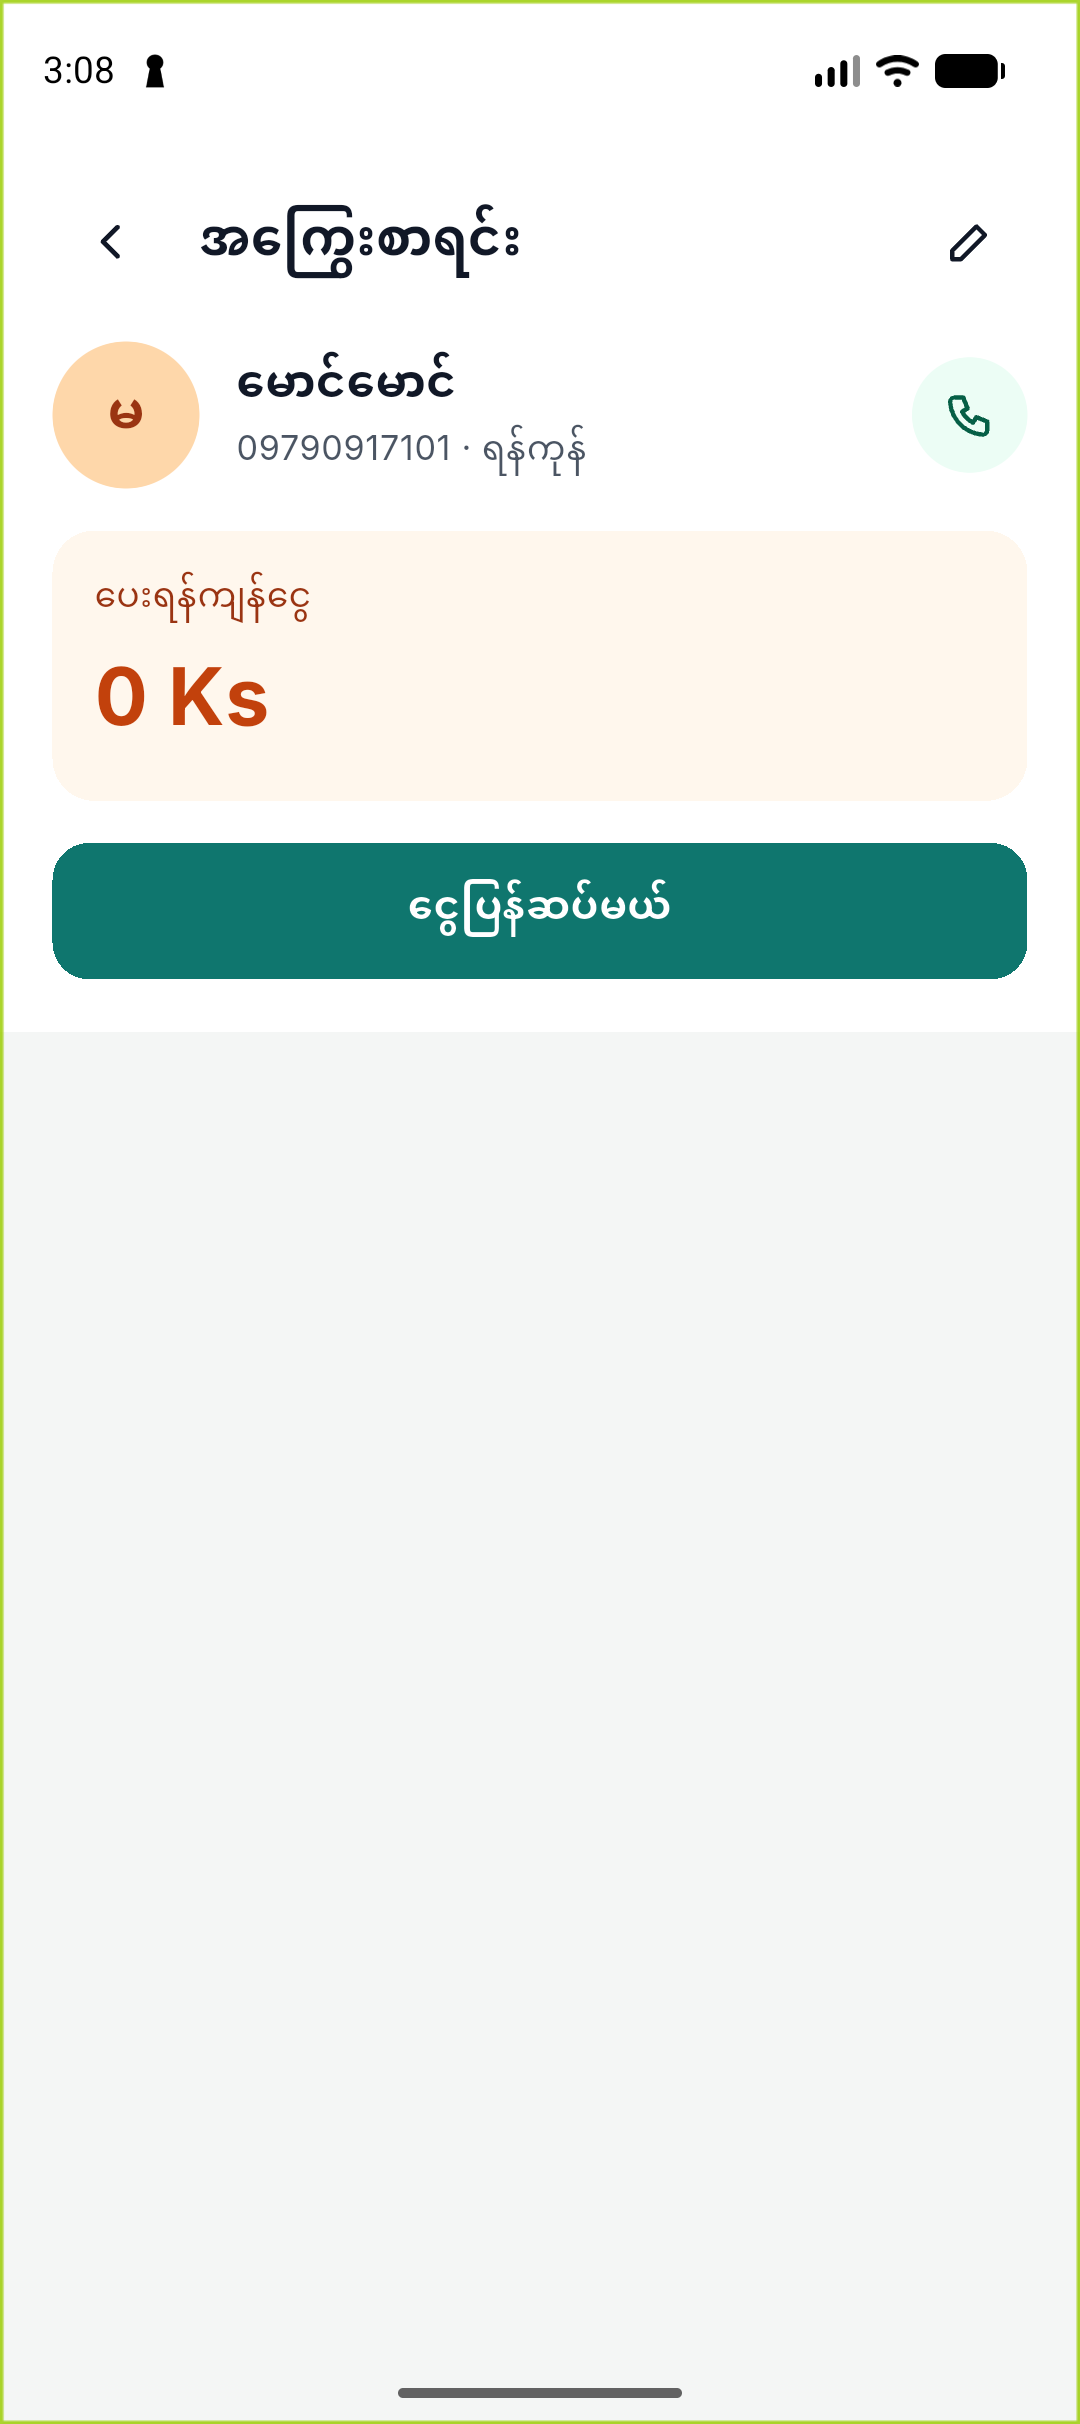 3:08
အကြွေးစာရင်း
မ
မောင်မောင်
09790917101 · ရန်ကုန်
ပေးရန်ကျန်ငွေ
0 Ks
ငွေပြန်ဆပ်မယ်